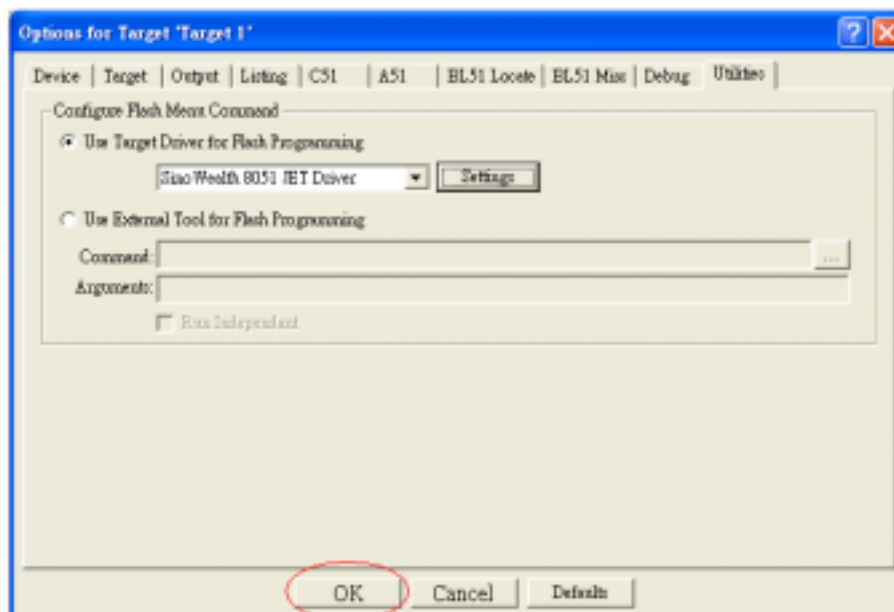 Options for Target 'Target 1'
Device Target Output Listing C51 A51 BL51 Locate BL51 Misc Debug Utilities
Configure Flash Menu Command
Use Target Driver for Flash Programming
SinoWealth 8051 JET Driver Settings
Use External Tool for Flash Programming
Command: ...
Arguments:
Run Independent
OK Cancel Defaults